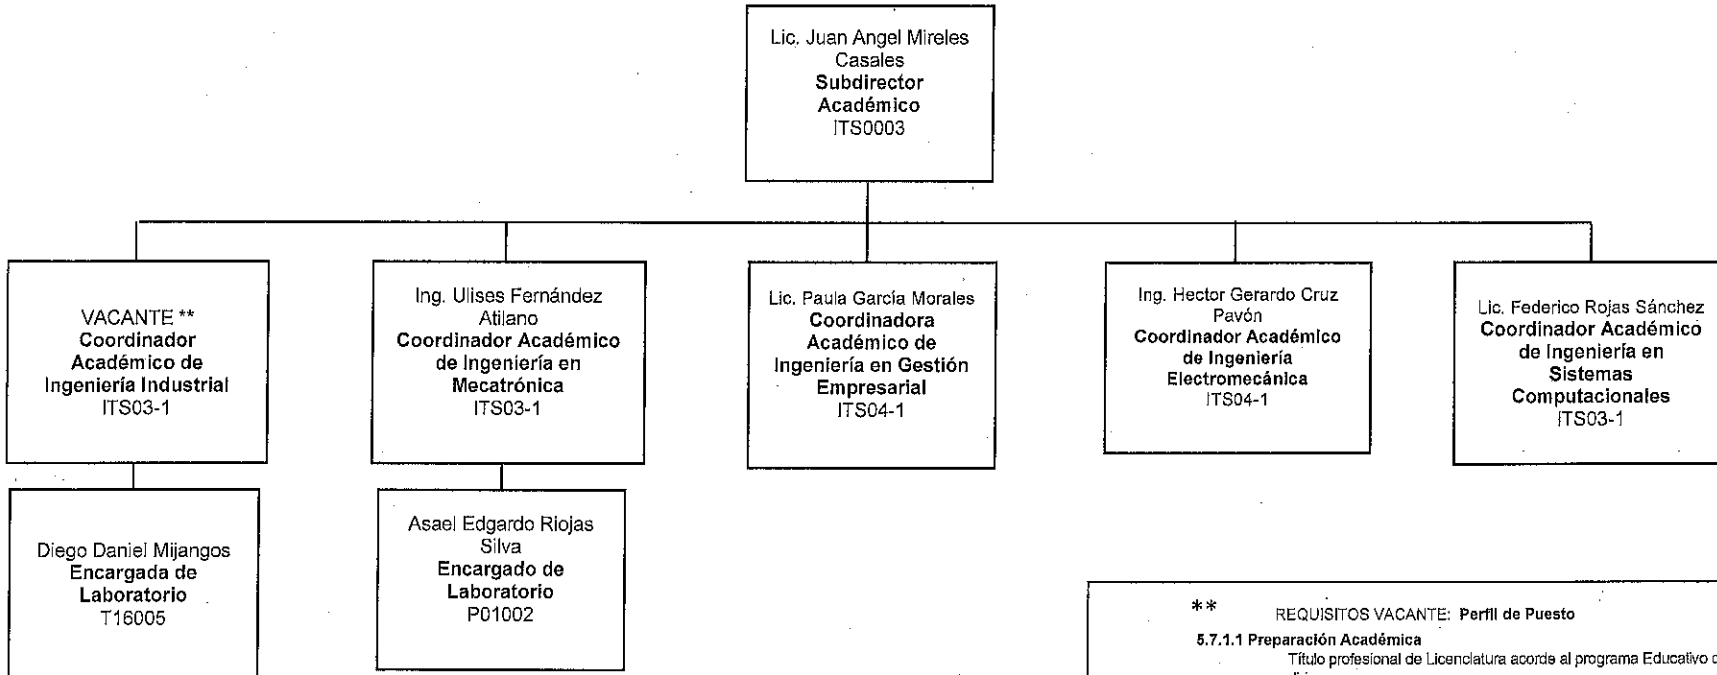 Lic. Juan Angel Mireles
Casales
Subdirector
Académico
ITS0003
VACANTE **
Coordinador
Académico de
Ingeniería Industrial
ITS03-1
Ing. Ulises Fernández
Atilano
Coordinador Académico
de Ingeniería en
Mecatrónica
ITS03-1
Lic. Paula García Morales
Coordinadora
Académico de
Ingeniería en Gestión
Empresarial
ITS04-1
Ing. Hector Gerardo Cruz
Pavón
Coordinador Académico
de Ingeniería
Electromecánica
ITS04-1
Lic. Federico Rojas Sánchez
Coordinador Académico
de Ingeniería en
Sistemas
Computacionales
ITS03-1
Diego Daniel Mijangos
Encargada de
Laboratorio
T16005
Asael Edgardo Riojas
Silva
Encargado de
Laboratorio
P01002
** REQUISITOS VACANTE: Perfil de Puesto
5.7.1.1 Preparación Académica
Título profesional de Licenciatura acorde al programa Educativo